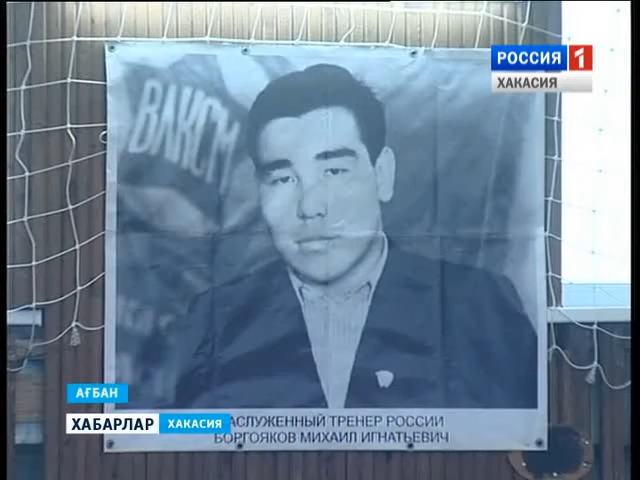 РОССИЯ 1
ХАКАСИЯ
ВЛКСМ
АҒБАН
ХАБАРЛАР ХАКАСИЯ
АСЛУЖЕННЫЙ ТРЕНЕР РОССИИ
БОРГОЯКОВ МИХАИЛ ИГНАТЬЕВИЧ